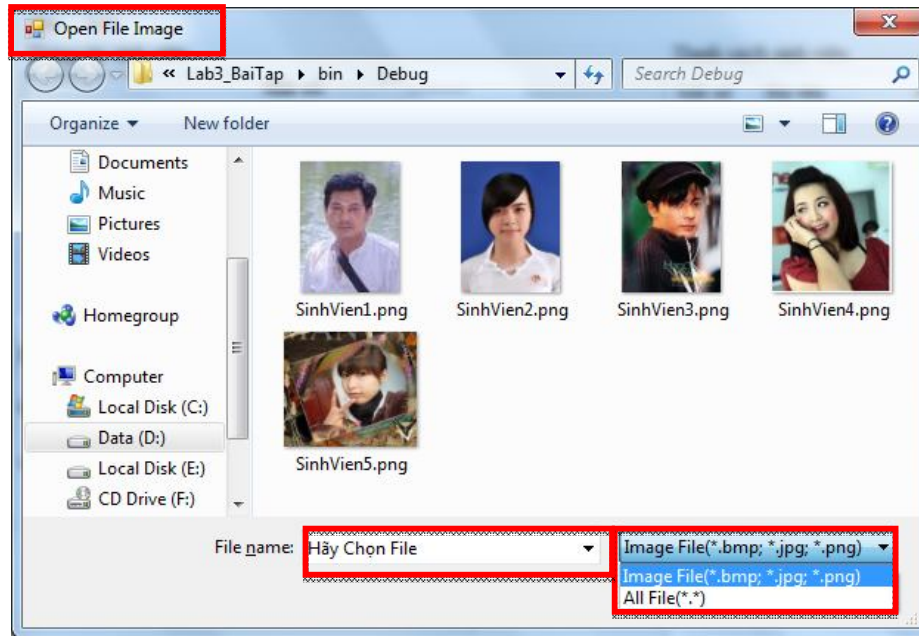 Open File Image
« Lab3_BaiTap ▸ bin ▸ Debug
Search Debug
Organize
New folder
Documents
Music
Pictures
Videos
Homegroup
Computer
Local Disk (C:)
Data (D:)
Local Disk (E:)
CD Drive (F:)
SinhVien1.png
SinhVien2.png
SinhVien3.png
SinhVien4.png
SinhVien5.png
File name:
Hãy Chọn File
Image File(*.bmp; *.jpg; *.png)
Image File(*.bmp; *.jpg; *.png)
All File(*.*)